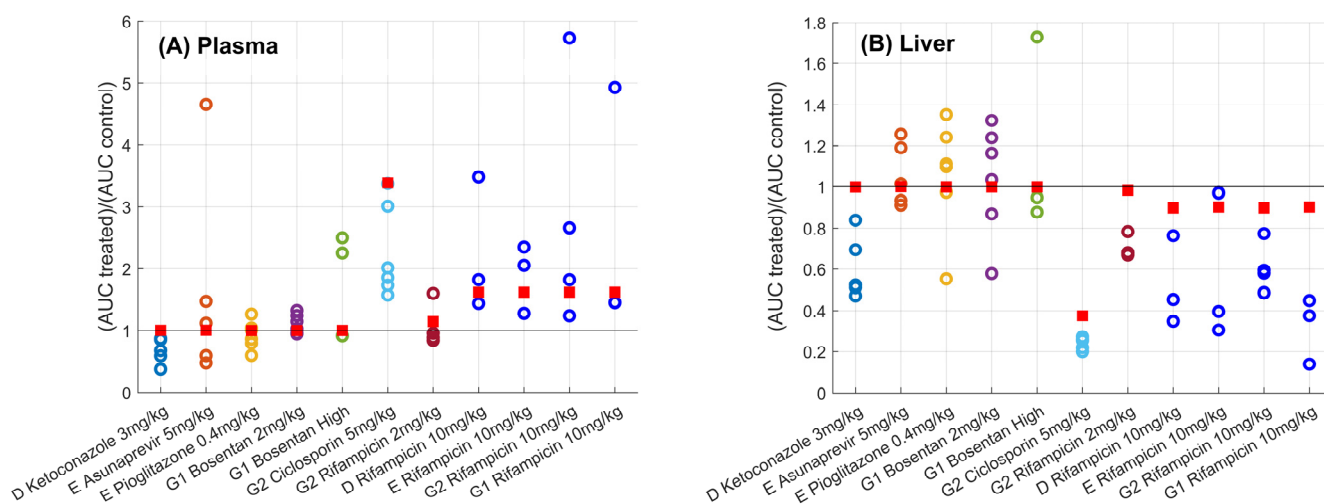 (A) Plasma
(AUC treated)/(AUC control)
6
5
4
3
2
1
0
D Ketoconazole 3mg/kg
E Asunaprevir 5mg/kg
E Pioglitazone 0.4mg/kg
G1 Bosentan 2mg/kg
G1 Bosentan High
G2 Ciclosporin 5mg/kg
G2 Rifampicin 2mg/kg
D Rifampicin 10mg/kg
E Rifampicin 10mg/kg
G2 Rifampicin 10mg/kg
G1 Rifampicin 10mg/kg
(B) Liver
(AUC treated)/(AUC control)
1.8
1.6
1.4
1.2
1
0.8
0.6
0.4
0.2
0
D Ketoconazole 3mg/kg
E Asunaprevir 5mg/kg
E Pioglitazone 0.4mg/kg
G1 Bosentan 2mg/kg
G1 Bosentan High
G2 Ciclosporin 5mg/kg
G2 Rifampicin 2mg/kg
D Rifampicin 10mg/kg
E Rifampicin 10mg/kg
G2 Rifampicin 10mg/kg
G1 Rifampicin 10mg/kg